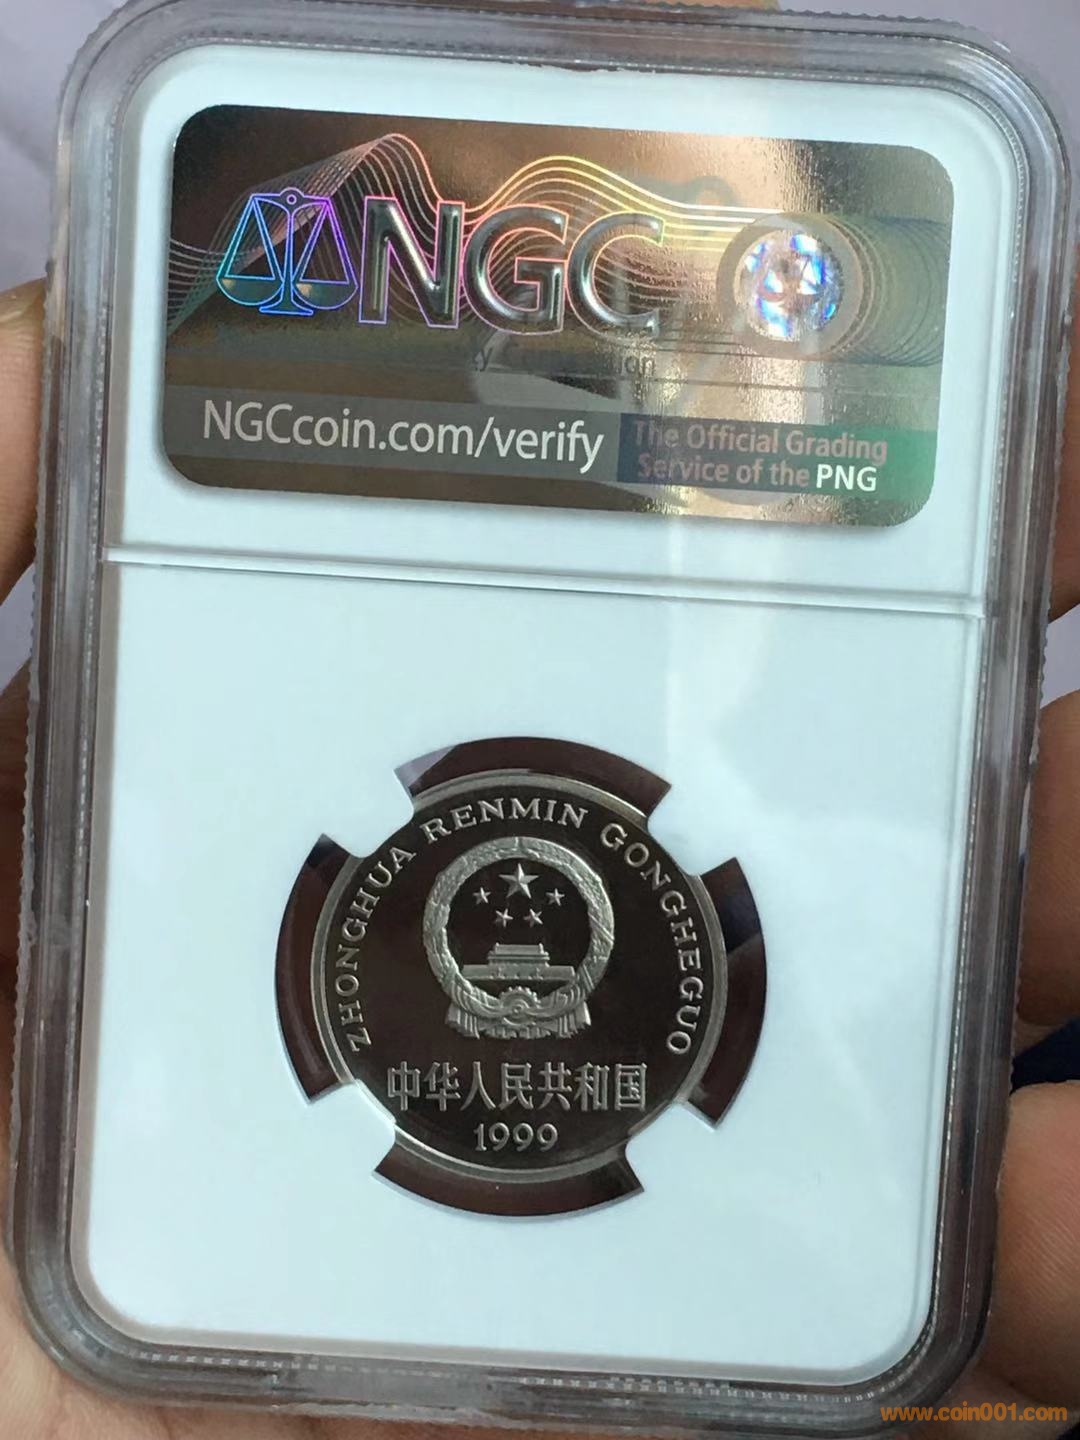 NGC
NGCcoin.com/verify
The Official Grading
Service of the PNG
ZHONGHUA RENMIN GONGHEGUO
中华人民共和国
1999
www.coin001.com